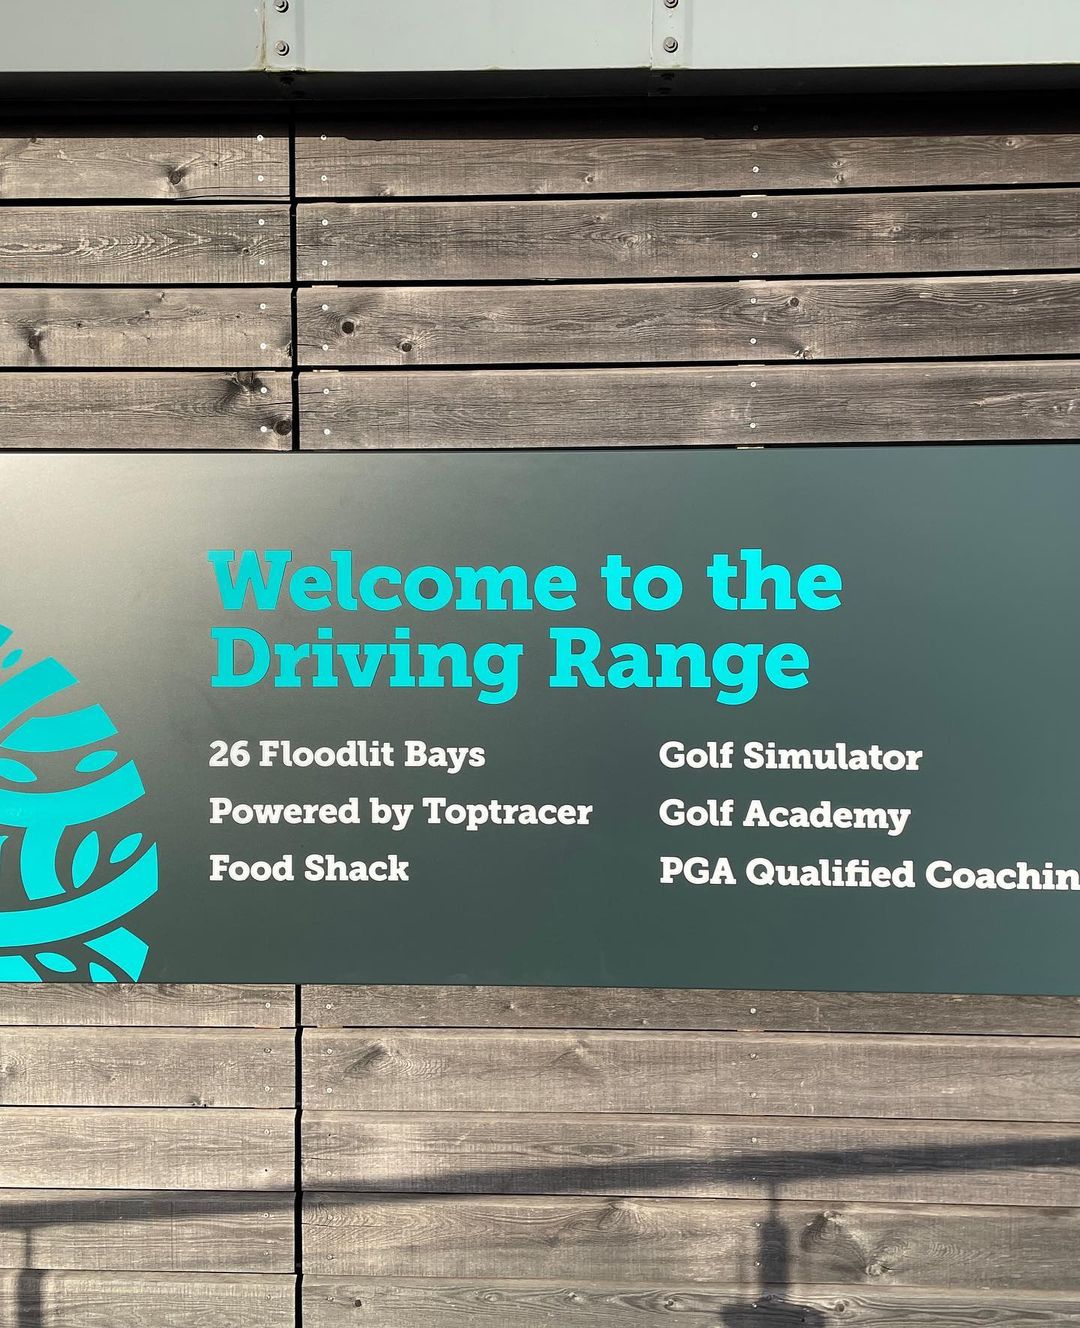 Welcome to the
Driving Range
26 Floodlit Bays
Powered by Toptracer
Food Shack
Golf Simulator
Golf Academy
PGA Qualified Coachin